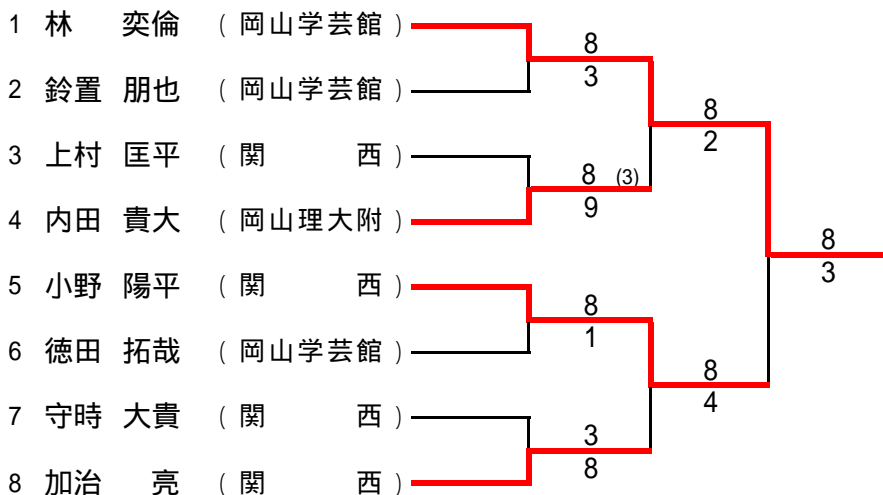 1 林 奕倫 (岡山学芸館)
8
3
2 鈴置 朋也 (岡山学芸館)
8
2
3 上村 匡平 (関 西)
8 (3)
9
4 内田 貴大 (岡山理大附)
8
3
5 小野 陽平 (関 西)
8
1
6 徳田 拓哉 (岡山学芸館)
8
4
7 守時 大貴 (関 西)
3
8
8 加治 亮 (関 西)